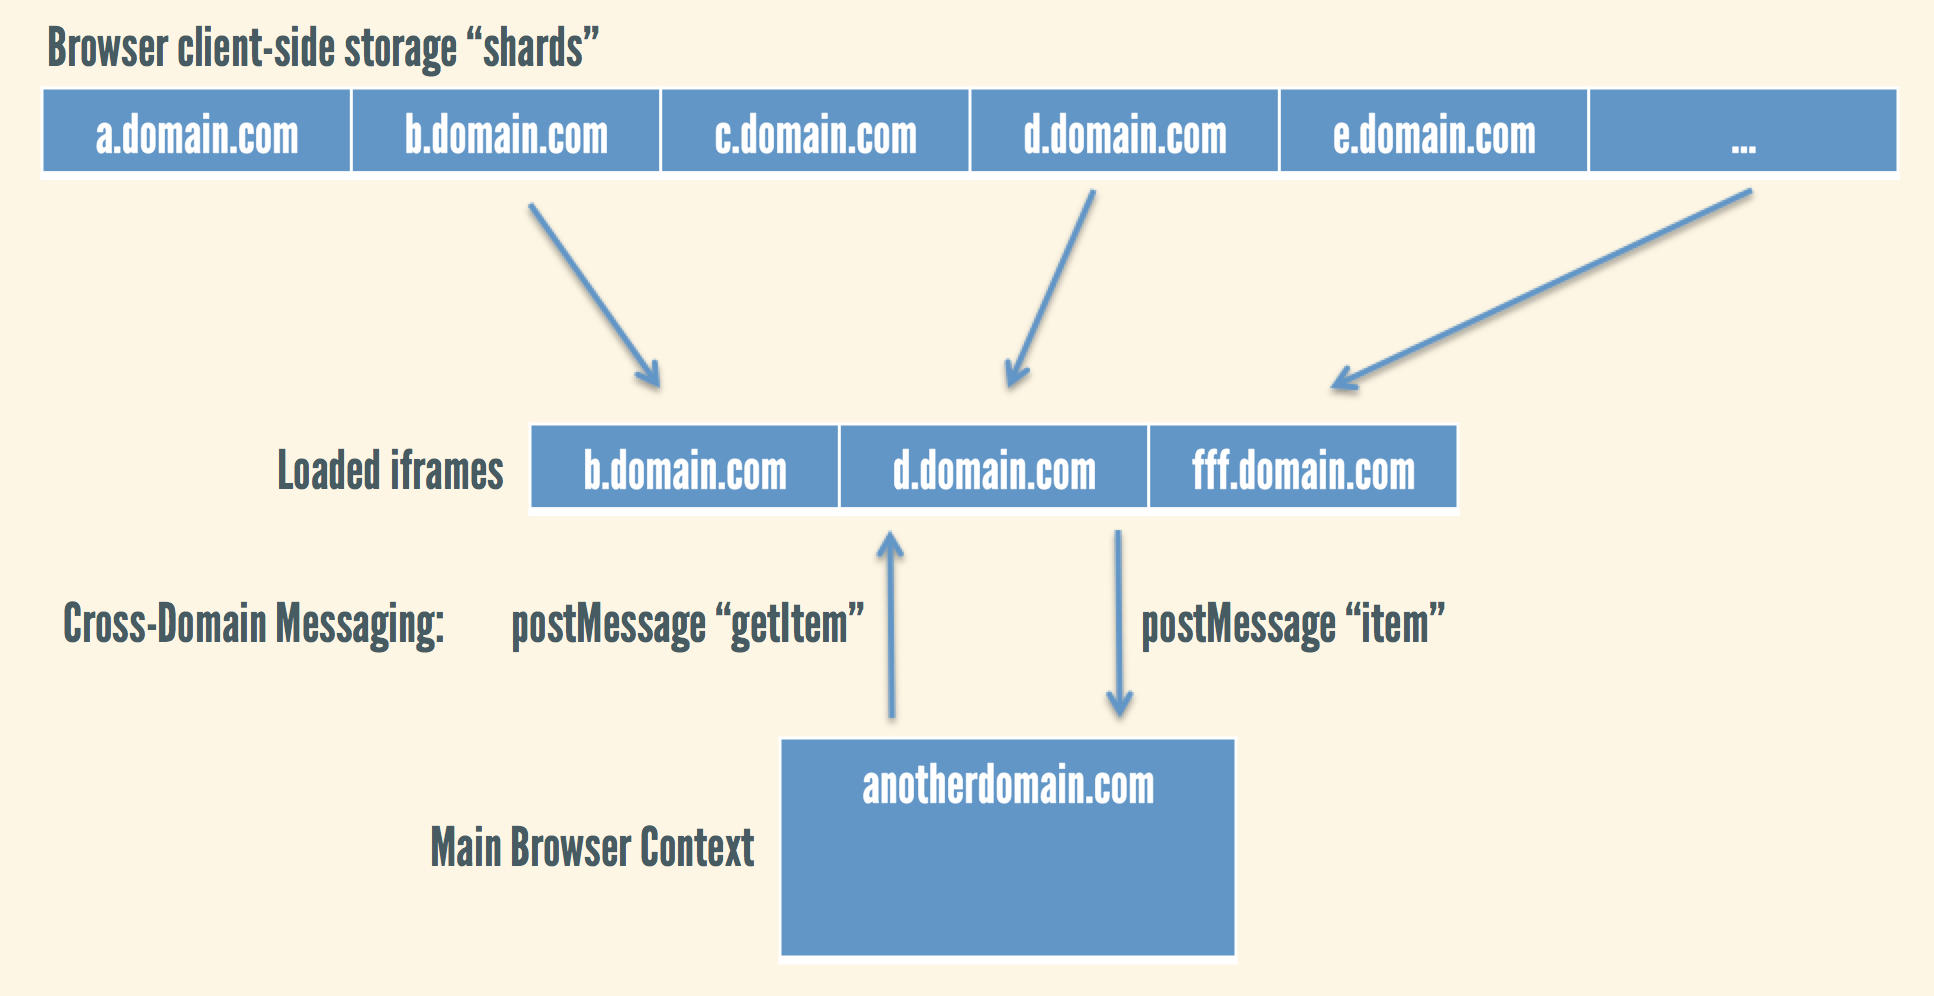 Browser client-side storage “shards”
a.domain.com b.domain.com c.domain.com d.domain.com e.domain.com ...
Loaded iframes b.domain.com d.domain.com fff.domain.com
Cross-Domain Messaging: postMessage “getItem” postMessage “item”
anotherdomain.com
Main Browser Context